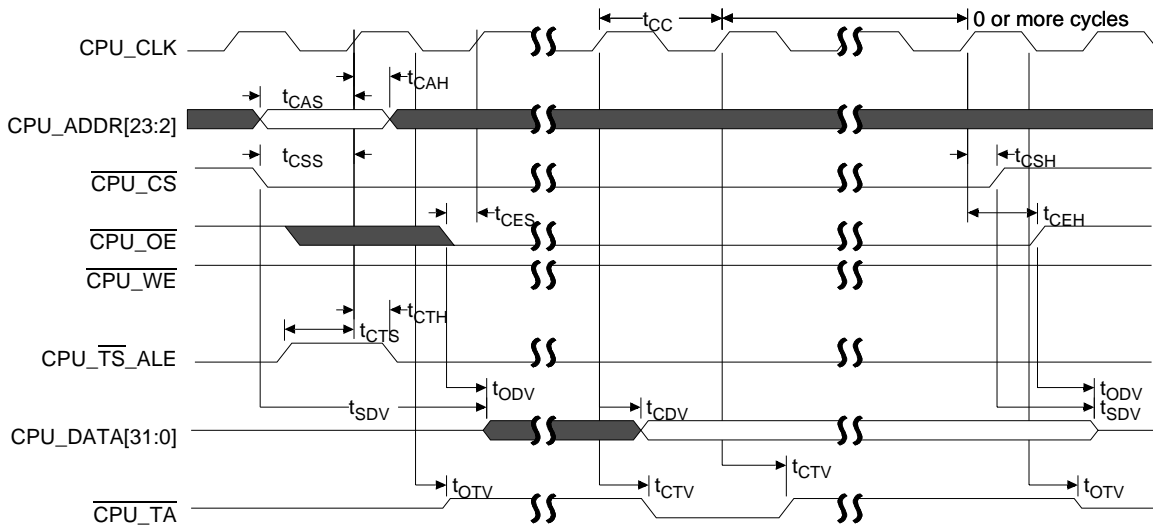 tCC
0 or more cycles
CPU_CLK
tCAH
tCAS
CPU_ADDR[23:2]
tCSS
tCSH
CPU_CS
tCES
tCEH
CPU_OE
CPU_WE
tCTH
tCTS
CPU_TS_ALE
tODV
tODV
tSDV
tCDV
tSDV
CPU_DATA[31:0]
tCTV
tOTV
tCTV
tOTV
CPU_TA